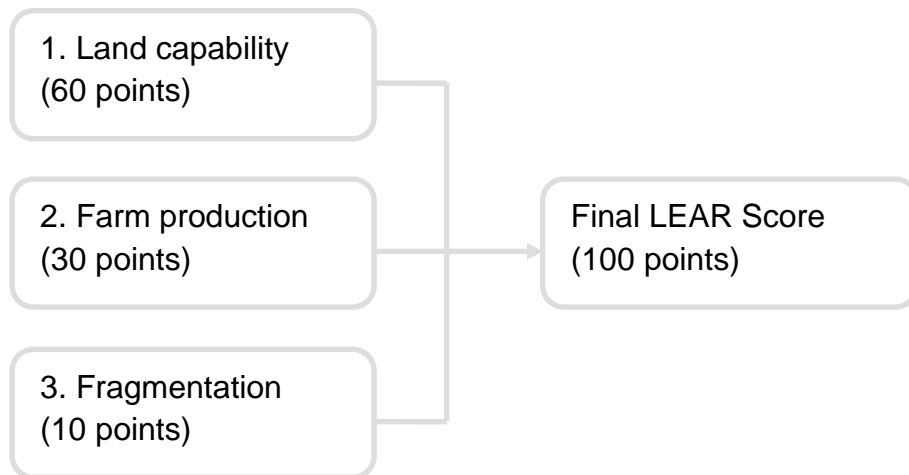 1. Land capability
(60 points)
2. Farm production
(30 points)
3. Fragmentation
(10 points)
Final LEAR Score
(100 points)